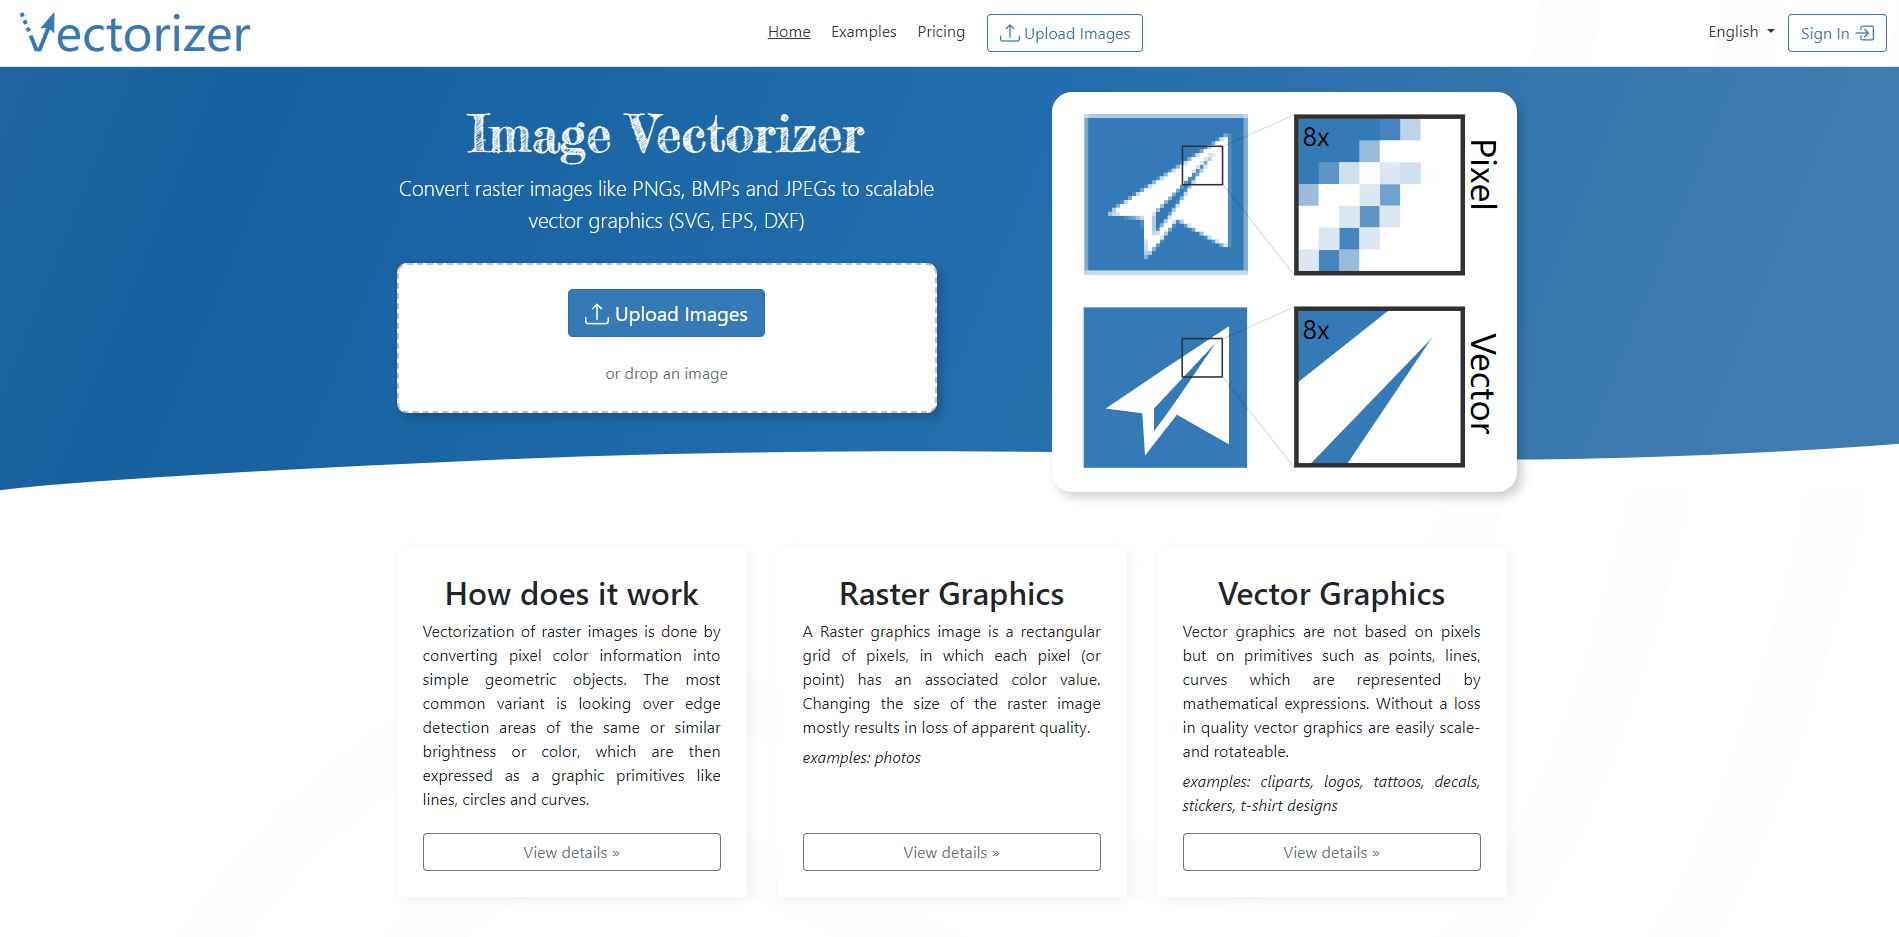 Vectorizer
Home
Examples
Pricing
Upload Images
English
Sign In
Image Vectorizer
Convert raster images like PNGs, BMPs and JPEGs to scalable
vector graphics (SVG, EPS, DXF)
Upload Images
or drop an image
8x
Pixel
8x
Vector
How does it work
Vectorization of raster images is done by
converting pixel color information into
simple geometric objects. The most
common variant is looking over edge
detection areas of the same or similar
brightness or color, which are then
expressed as a graphic primitives like
lines, circles and curves.
View details »
Raster Graphics
A Raster graphics image is a rectangular
grid of pixels, in which each pixel (or
point) has an associated color value.
Changing the size of the raster image
mostly results in loss of apparent quality.
examples: photos
View details »
Vector Graphics
Vector graphics are not based on pixels
but on primitives such as points, lines,
curves which are represented by
mathematical expressions. Without a loss
in quality vector graphics are easily scale-
and rotateable.
examples: cliparts, logos, tattoos, decals,
stickers, t-shirt designs
View details »